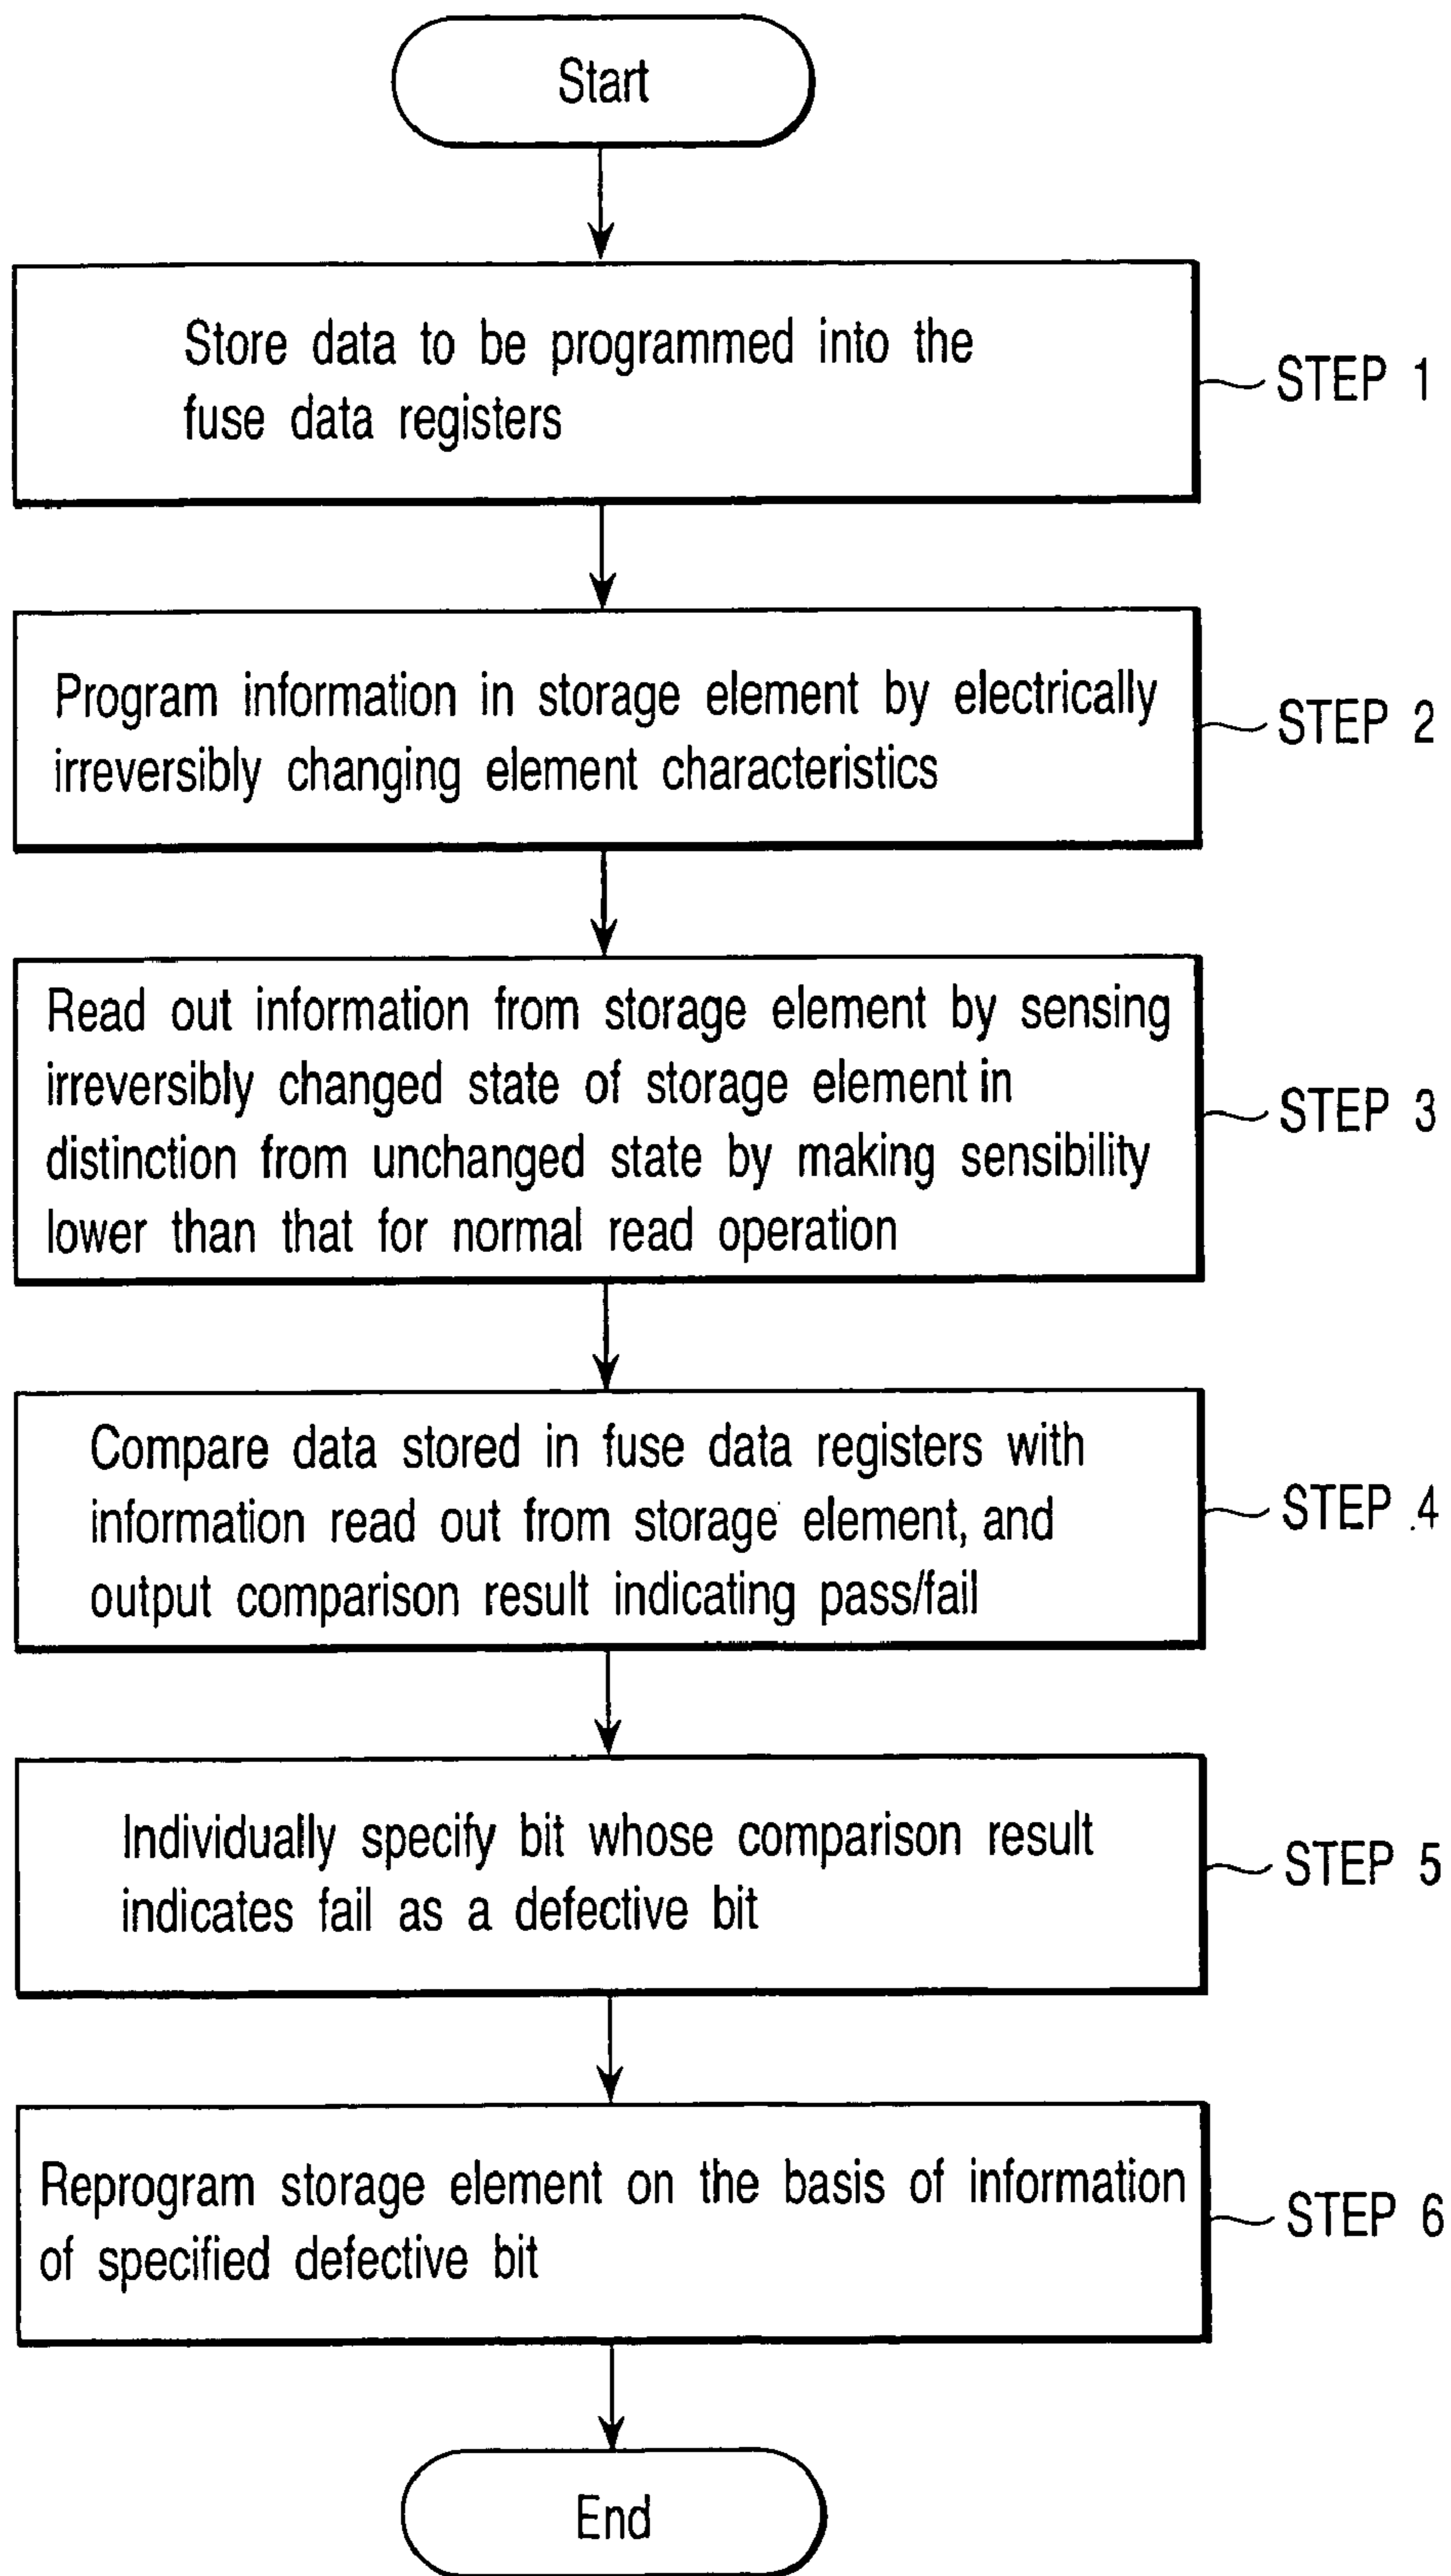 Start
Store data to be programmed into the
fuse data registers
STEP 1
Program information in storage element by electrically
irreversibly changing element characteristics
STEP 2
Read out information from storage element by sensing
irreversibly changed state of storage element in
distinction from unchanged state by making sensibility
lower than that for normal read operation
STEP 3
Compare data stored in fuse data registers with
information read out from storage element, and
output comparison result indicating pass/fail
STEP 4
Individually specify bit whose comparison result
indicates fail as a defective bit
STEP 5
Reprogram storage element on the basis of information
of specified defective bit
STEP 6
End